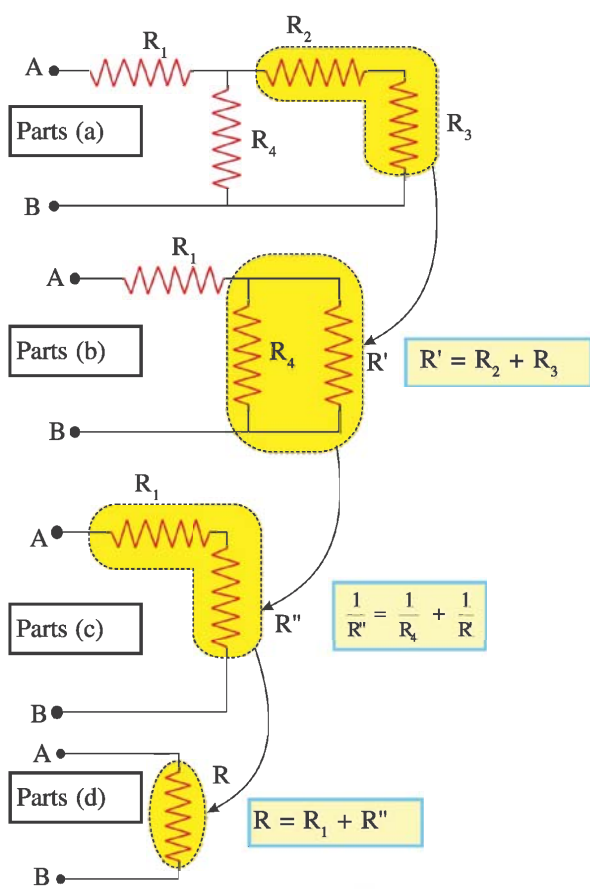 R₁
R₂
A
Parts (a)
R₄
R₃
B
R₁
A
Parts (b)
R₄
R'
R' = R₂ + R₃
B
R₁
A
Parts (c)
R"
1/R" = 1/R₄ + 1/R'
B
A
Parts (d)
R
R = R₁ + R"
B